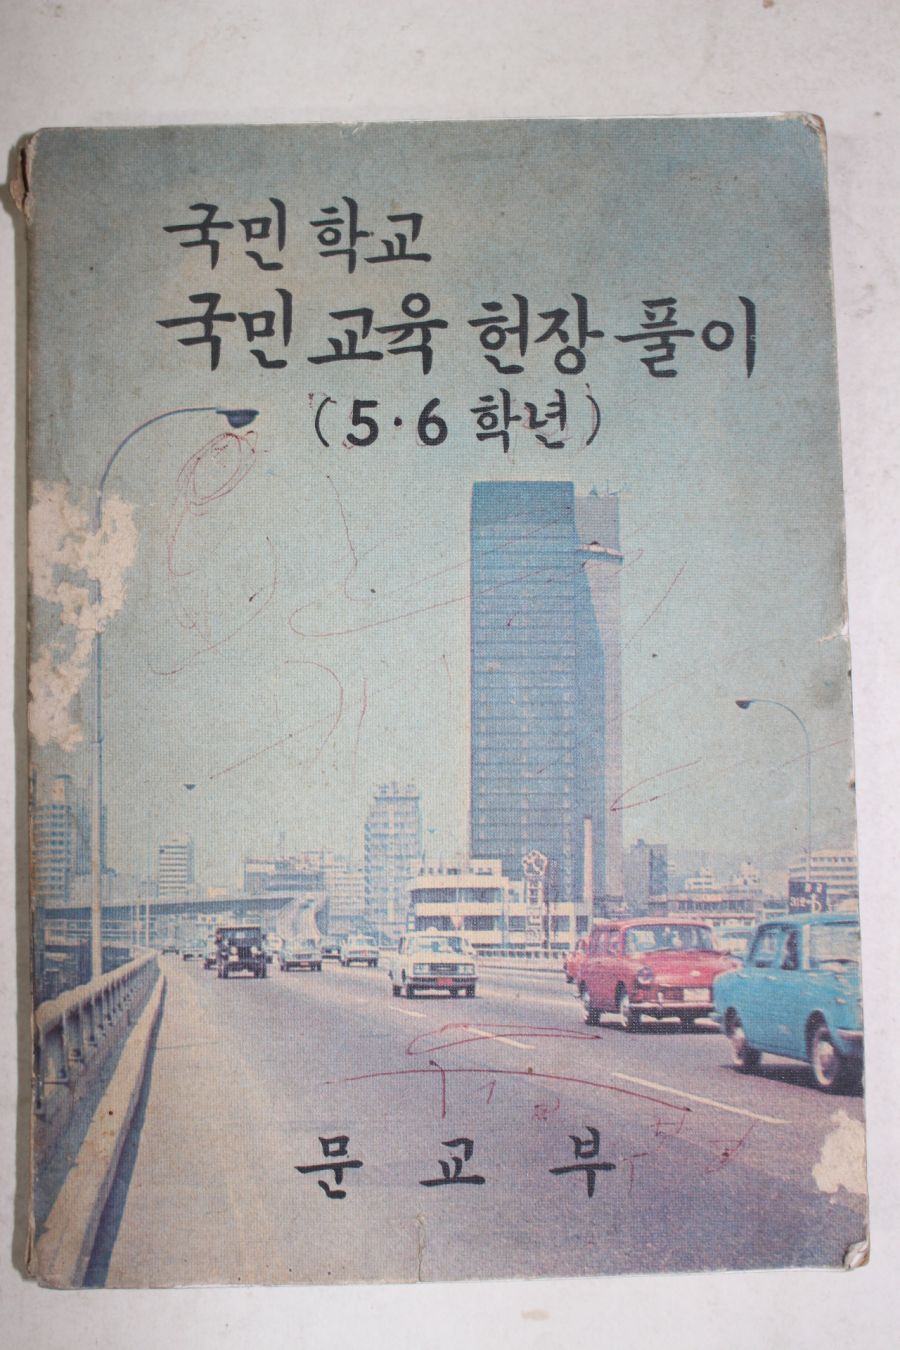 국민 학교
국민 교육 헌장 풀이
(5·6 학년)
문 교 부